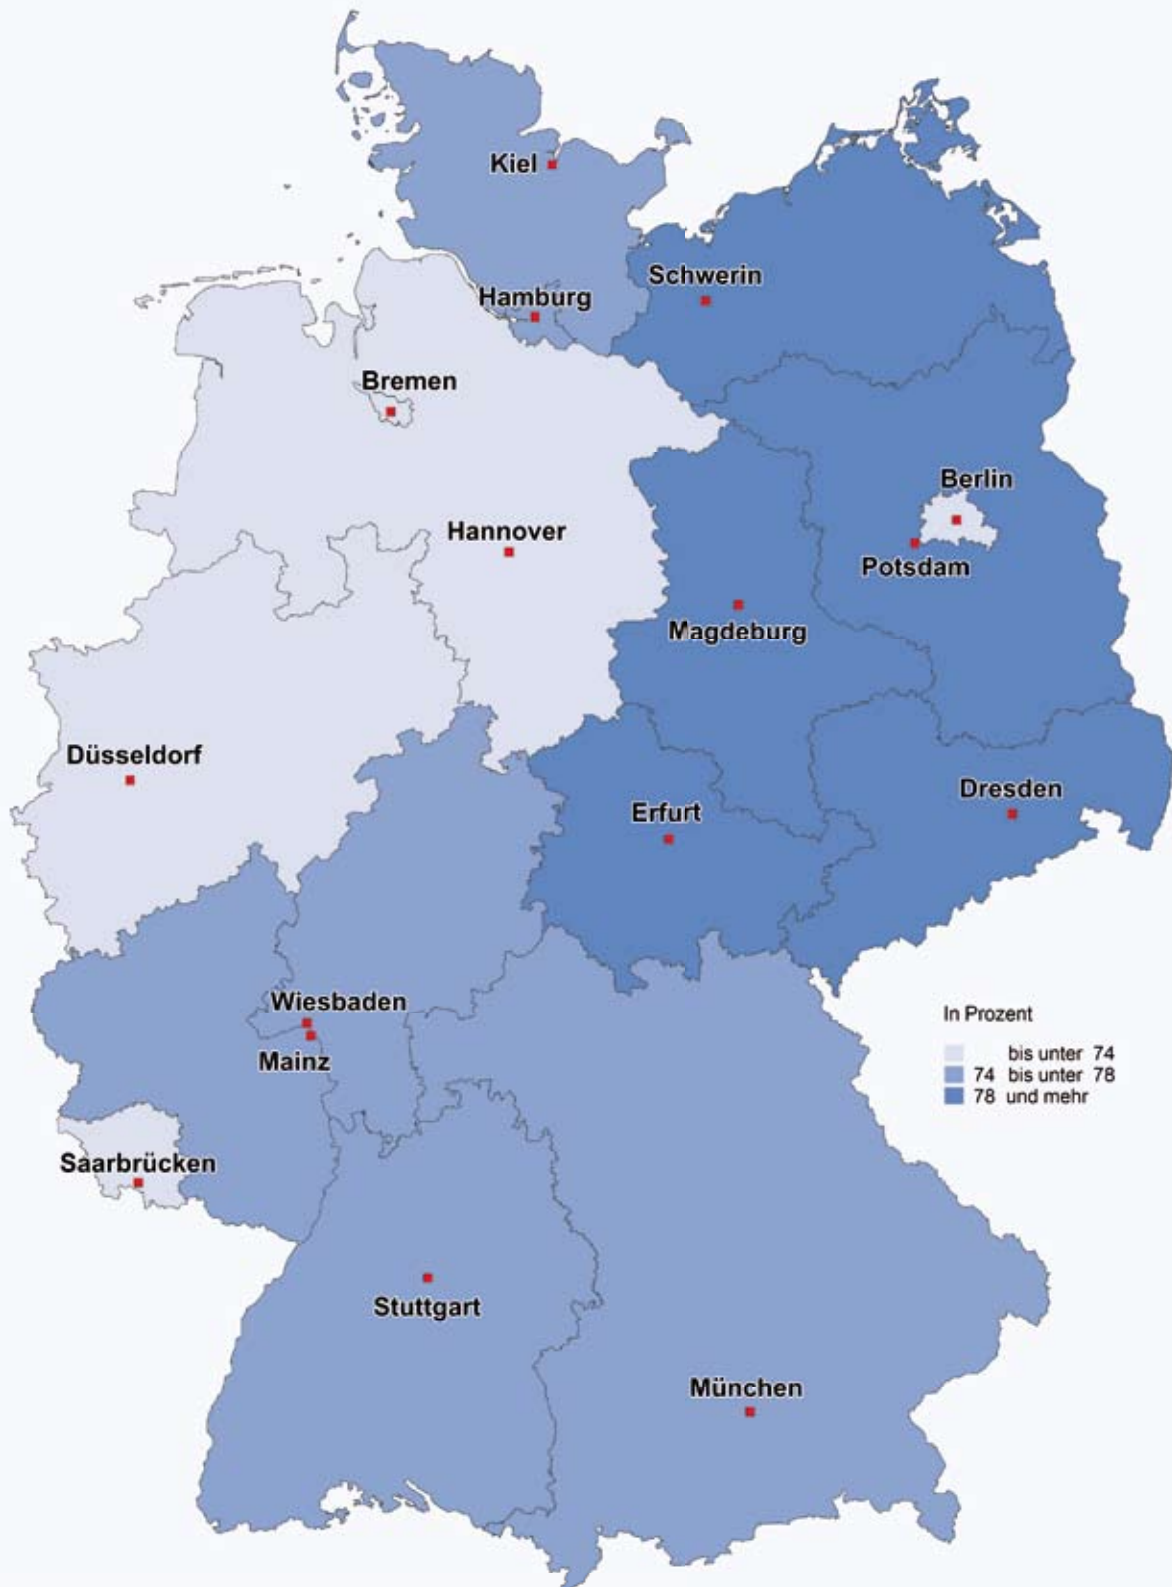 Kiel
Schwerin
Hamburg
Bremen
Berlin
Hannover
Potsdam
Magdeburg
Düsseldorf
Dresden
Erfurt
Wiesbaden
Mainz
In Prozent
bis unter 74
74 bis unter 78
78 und mehr
Saarbrücken
Stuttgart
München